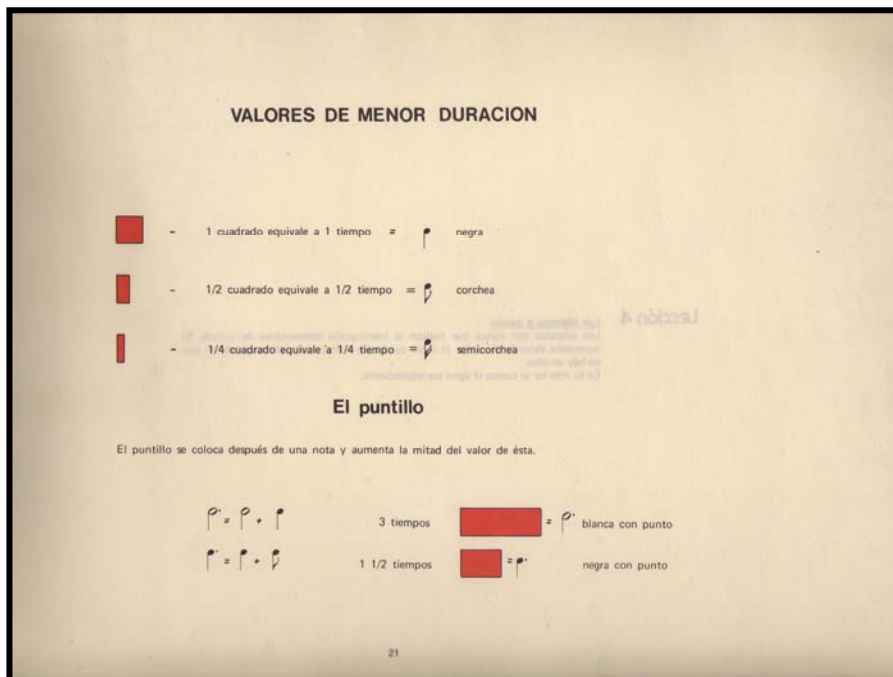 VALORES DE MENOR DURACION
- 1 cuadrado equivale a 1 tiempo = negra
- 1/2 cuadrado equivale a 1/2 tiempo = corchea
- 1/4 cuadrado equivale a 1/4 tiempo = semicorchea
Lección 4
El puntillo
El puntillo se coloca después de una nota y aumenta la mitad del valor de ésta.
= + 3 tiempos = blanca con punto
= + 1 1/2 tiempos = negra con punto
21